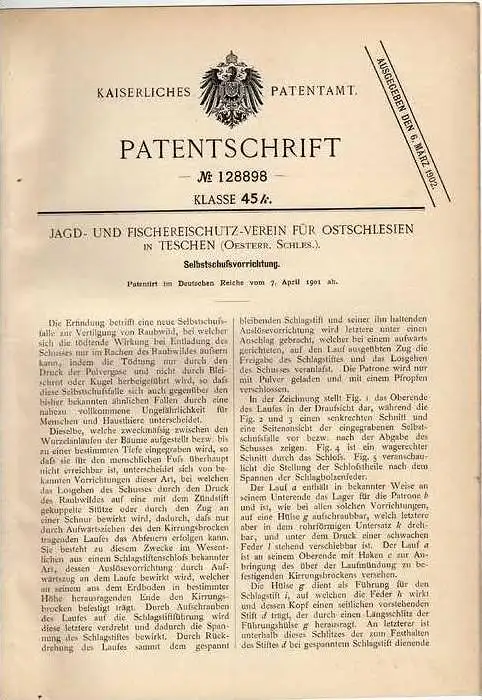 KAISERLICHES PATENTAMT.
AUSGEGEBEN DEN 6. MÄRZ 1902.
PATENTSCHRIFT
— № 128898 —
KLASSE 45k.
JAGD- UND FISCHEREISCHUTZ-VEREIN FÜR OSTSCHLESIEN
IN TESCHEN (OESTERR. SCHLES.).
Selbstschufsvorrichtung.
Patentirt im Deutschen Reiche vom 7. April 1901 ab.
Die Erfindung betrifft eine neue Selbstschufs-
falle zur Vertilgung von Raubwild, bei welcher
sich die tödtende Wirkung bei Entladung des
Schusses nur im Rachen des Raubwildes äufsern
kann, indem die Tödtung nur durch den
Druck der Pulvergase und nicht durch Blei-
schrot oder Kugel herbeigeführt wird, so dafs
diese Selbstschufsfalle sich auch gegenüber den
bisher bekannten ähnlichen Fallen durch eine
nahezu vollkommene Ungefährlichkeit für
Menschen und Hausthiere unterscheidet.
Dieselbe, welche zweckmäfsig zwischen den
Wurzelanläufen der Bäume aufgestellt bezw. bis
zu einer bestimmten Tiefe eingegraben wird, so
dafs sie vom menschlichen Fufs überhaupt
nicht erreichbar ist, unterscheidet sich von be-
kannten Vorrichtungen dieser Art, bei welchen
das Losgehen des Schusses durch den Druck
des Raubwildes auf eine mit dem Zündstift
gekuppelte Stütze oder durch den Zug an
einer Schnur bewirkt wird, dadurch, dafs nur
durch Aufwärtsziehen des den Kirrungsbrocken
tragenden Laufes das Abfeuern erfolgen kann.
Sie besteht zu diesem Zwecke im Wesent-
lichen aus einem Schlagstiftenschlofs bekannter
Art, dessen Auslösevorrichtung durch Auf-
wärtszug an dem Laufe bewirkt wird, welcher
an seinem aus dem Erdboden in bestimmter
Höhe herausragenden Ende den Kirrungs-
brocken befestigt trägt. Durch Aufschrauben
des Laufes auf die Schlagstiftführung wird
diese verdreht und dadurch die Span-
nung des Schlagstiftes bewirkt. Durch Rück-
drehung des Laufes sammt dem gespannt
bleibenden Schlagstift und seiner ihn haltenden
Auslösevorrichtung wird letztere unter einen
Anschlag gebracht, welcher bei einem aufwärts
gerichteten, auf den Lauf ausgeübten Zug die
Freigabe des Schlagstiftes und das Losgehen
des Schusses veranlafst. Die Patrone wird nur
mit Pulver geladen und mit einem Pfropfen
verschlossen.
In der Zeichnung stellt Fig. 1 das Oberende
des Laufes in der Draufsicht dar, während die
Fig. 2 und 3 einen senkrechten Schnitt und
eine Seitenansicht der eingegrabenen Selbst-
schufsfalle vor bezw. nach der Abgabe des
Schusses zeigen. Fig. 4 ist ein wagerechter
Schnitt durch das Schlofs. Fig. 5 veranschau-
licht die Stellung der Schlofstheile nach dem
Spannen der Schlagbolzenfeder.
Der Lauf a enthält in bekannter Weise an
seinem Unterende das Lager für die Patrone b
und ist, wie bei allen solchen Vorrichtungen,
auf eine Hülse g aufschraubbar, welch letztere
aber in dem rohrförmigen Untersatz k dreh-
bar, und unter dem Druck einer schwachen
Feder l stehend verschiebbar ist. Der Lauf a
ist an seinem Oberende mit Haken c zur An-
bringung des über der Laufmündung zu be-
festigenden Kirrungsbrockens versehen.
Die Hülse g dient als Führung für den
Schlagstift i, auf welchen die Feder h wirkt
und dessen Kopf einen seitlichen vorstehenden
Stift d trägt, der durch einen Längsschlitz der
Führungshülse g herausragt. An letzterer ist
unterhalb dieses Schlitzes der zum Festhalten
des Stiftes d bei gespanntem Schlagstift dienende